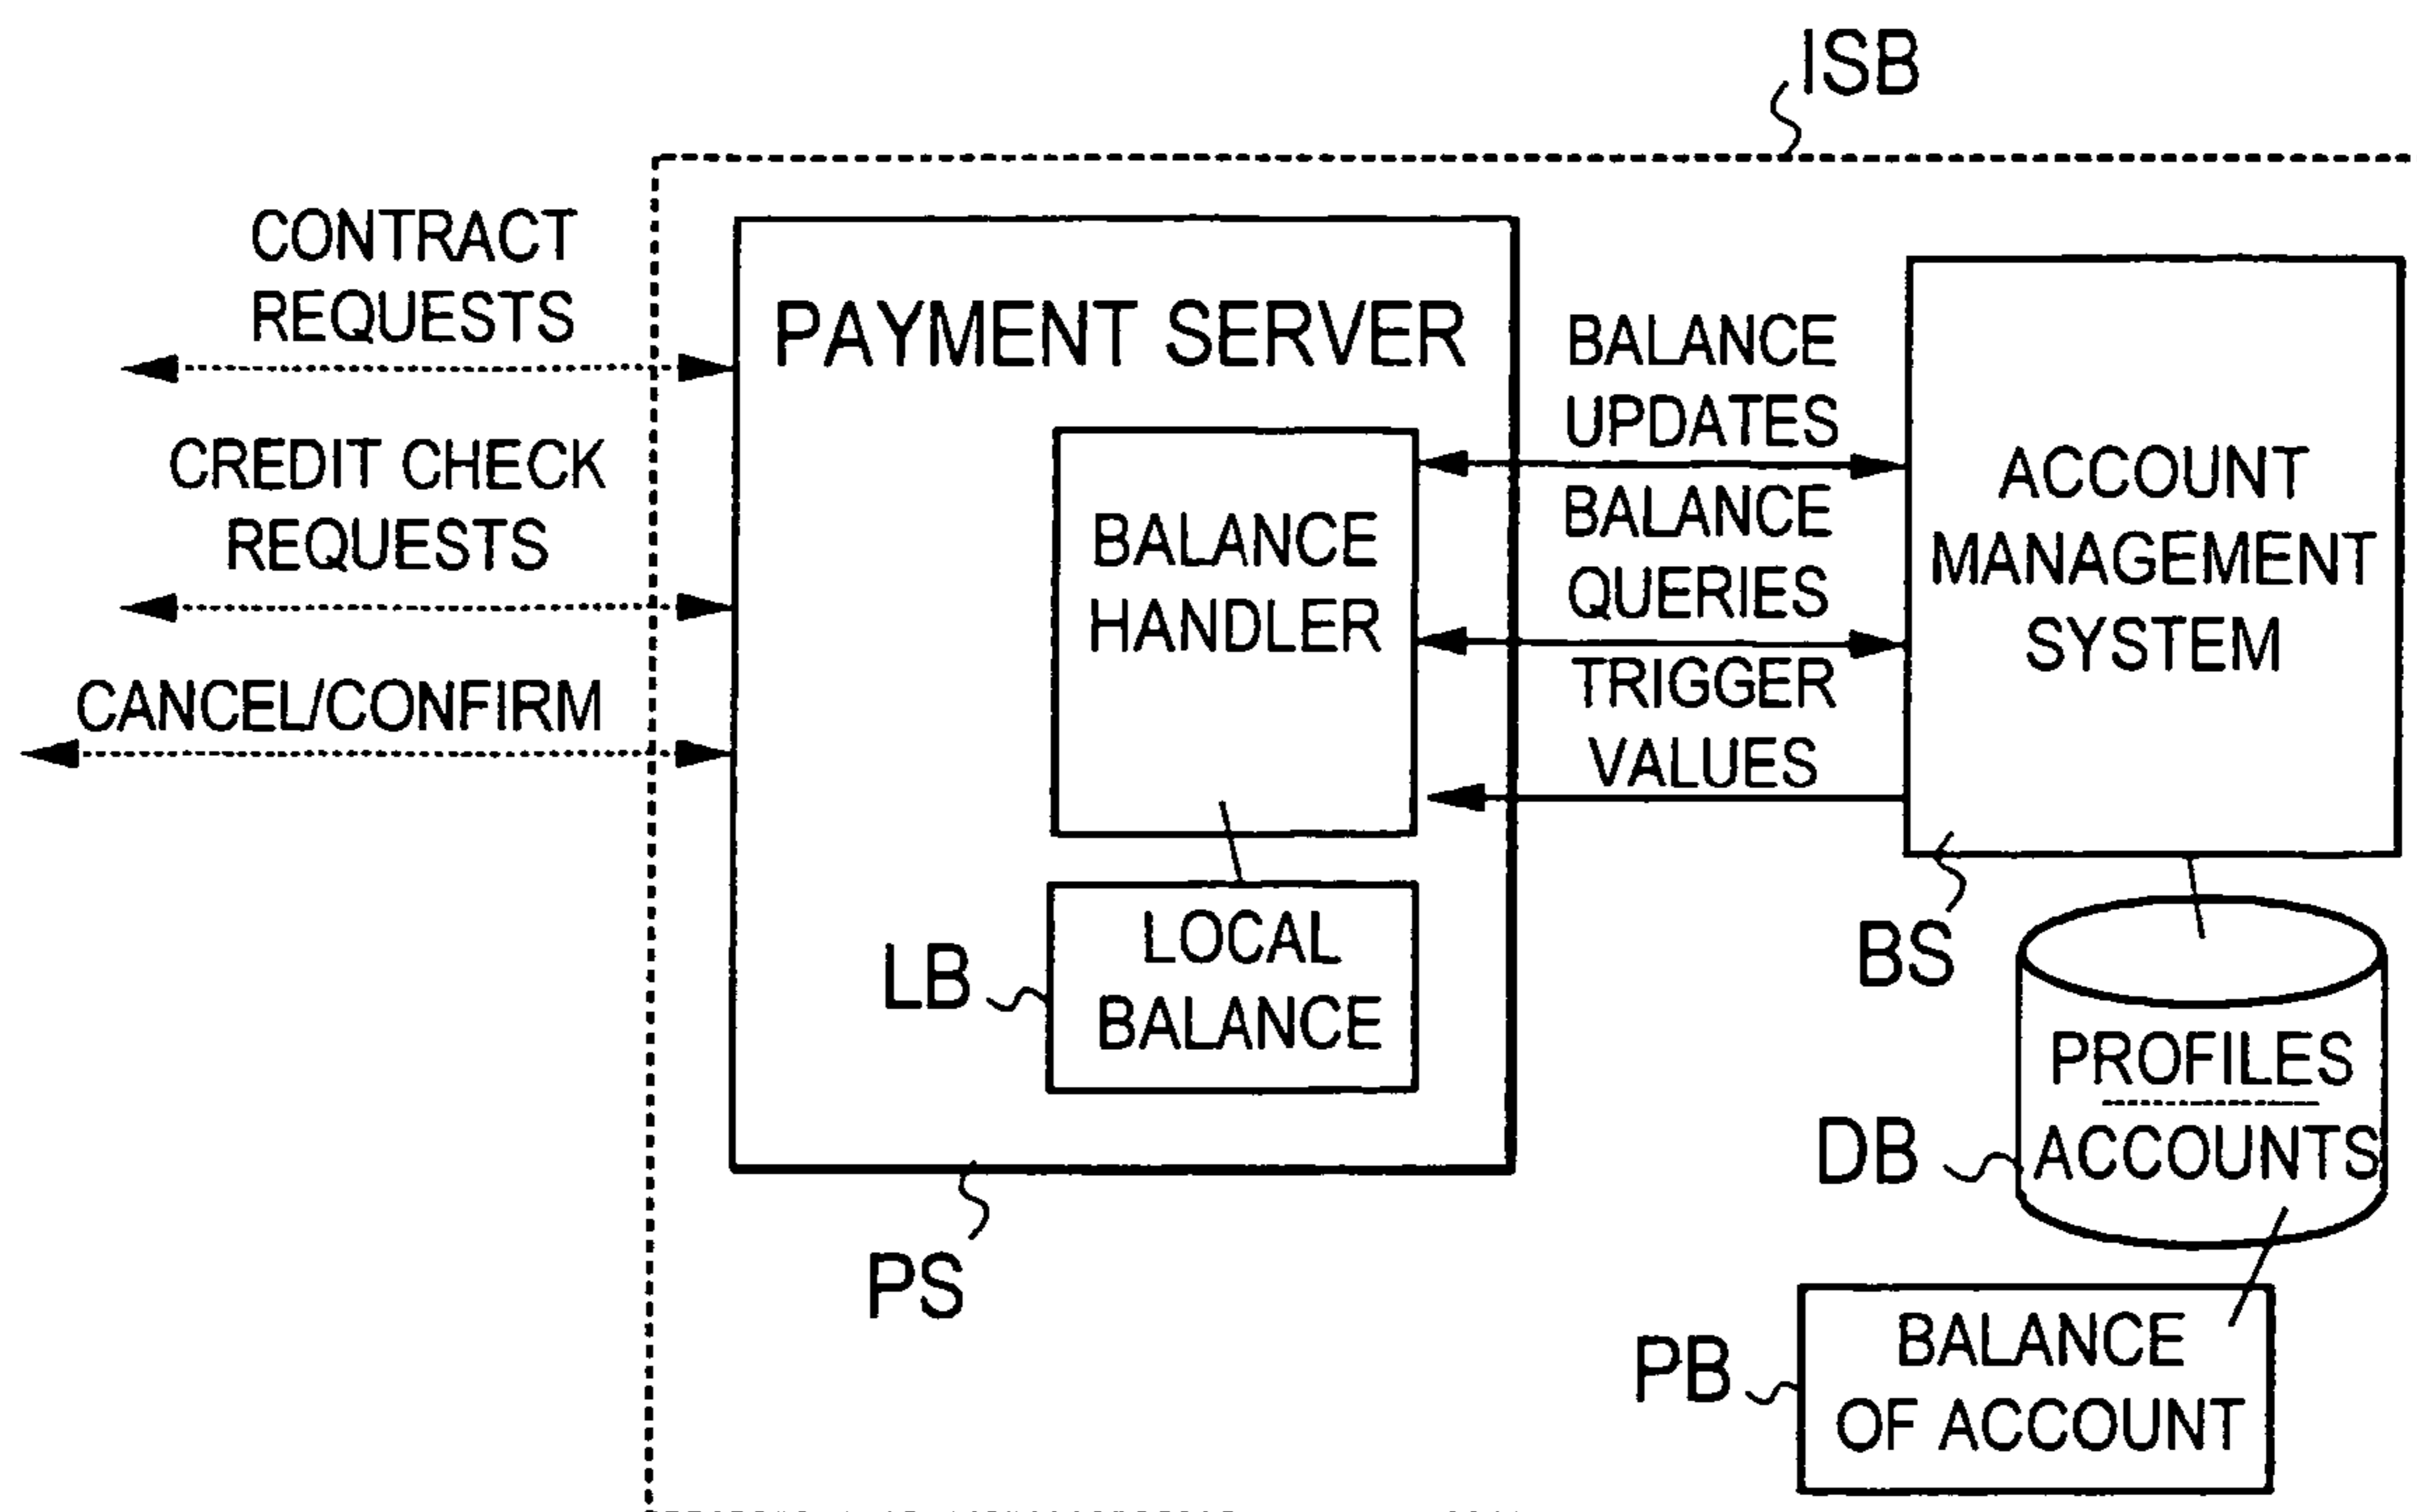 ISB
CONTRACT
REQUESTS
CREDIT CHECK
REQUESTS
CANCEL/CONFIRM
PAYMENT SERVER
BALANCE
HANDLER
LB
LOCAL
BALANCE
PS
BALANCE
UPDATES
BALANCE
QUERIES
TRIGGER
VALUES
ACCOUNT
MANAGEMENT
SYSTEM
BS
DB
PROFILES
ACCOUNTS
PB
BALANCE
OF ACCOUNT